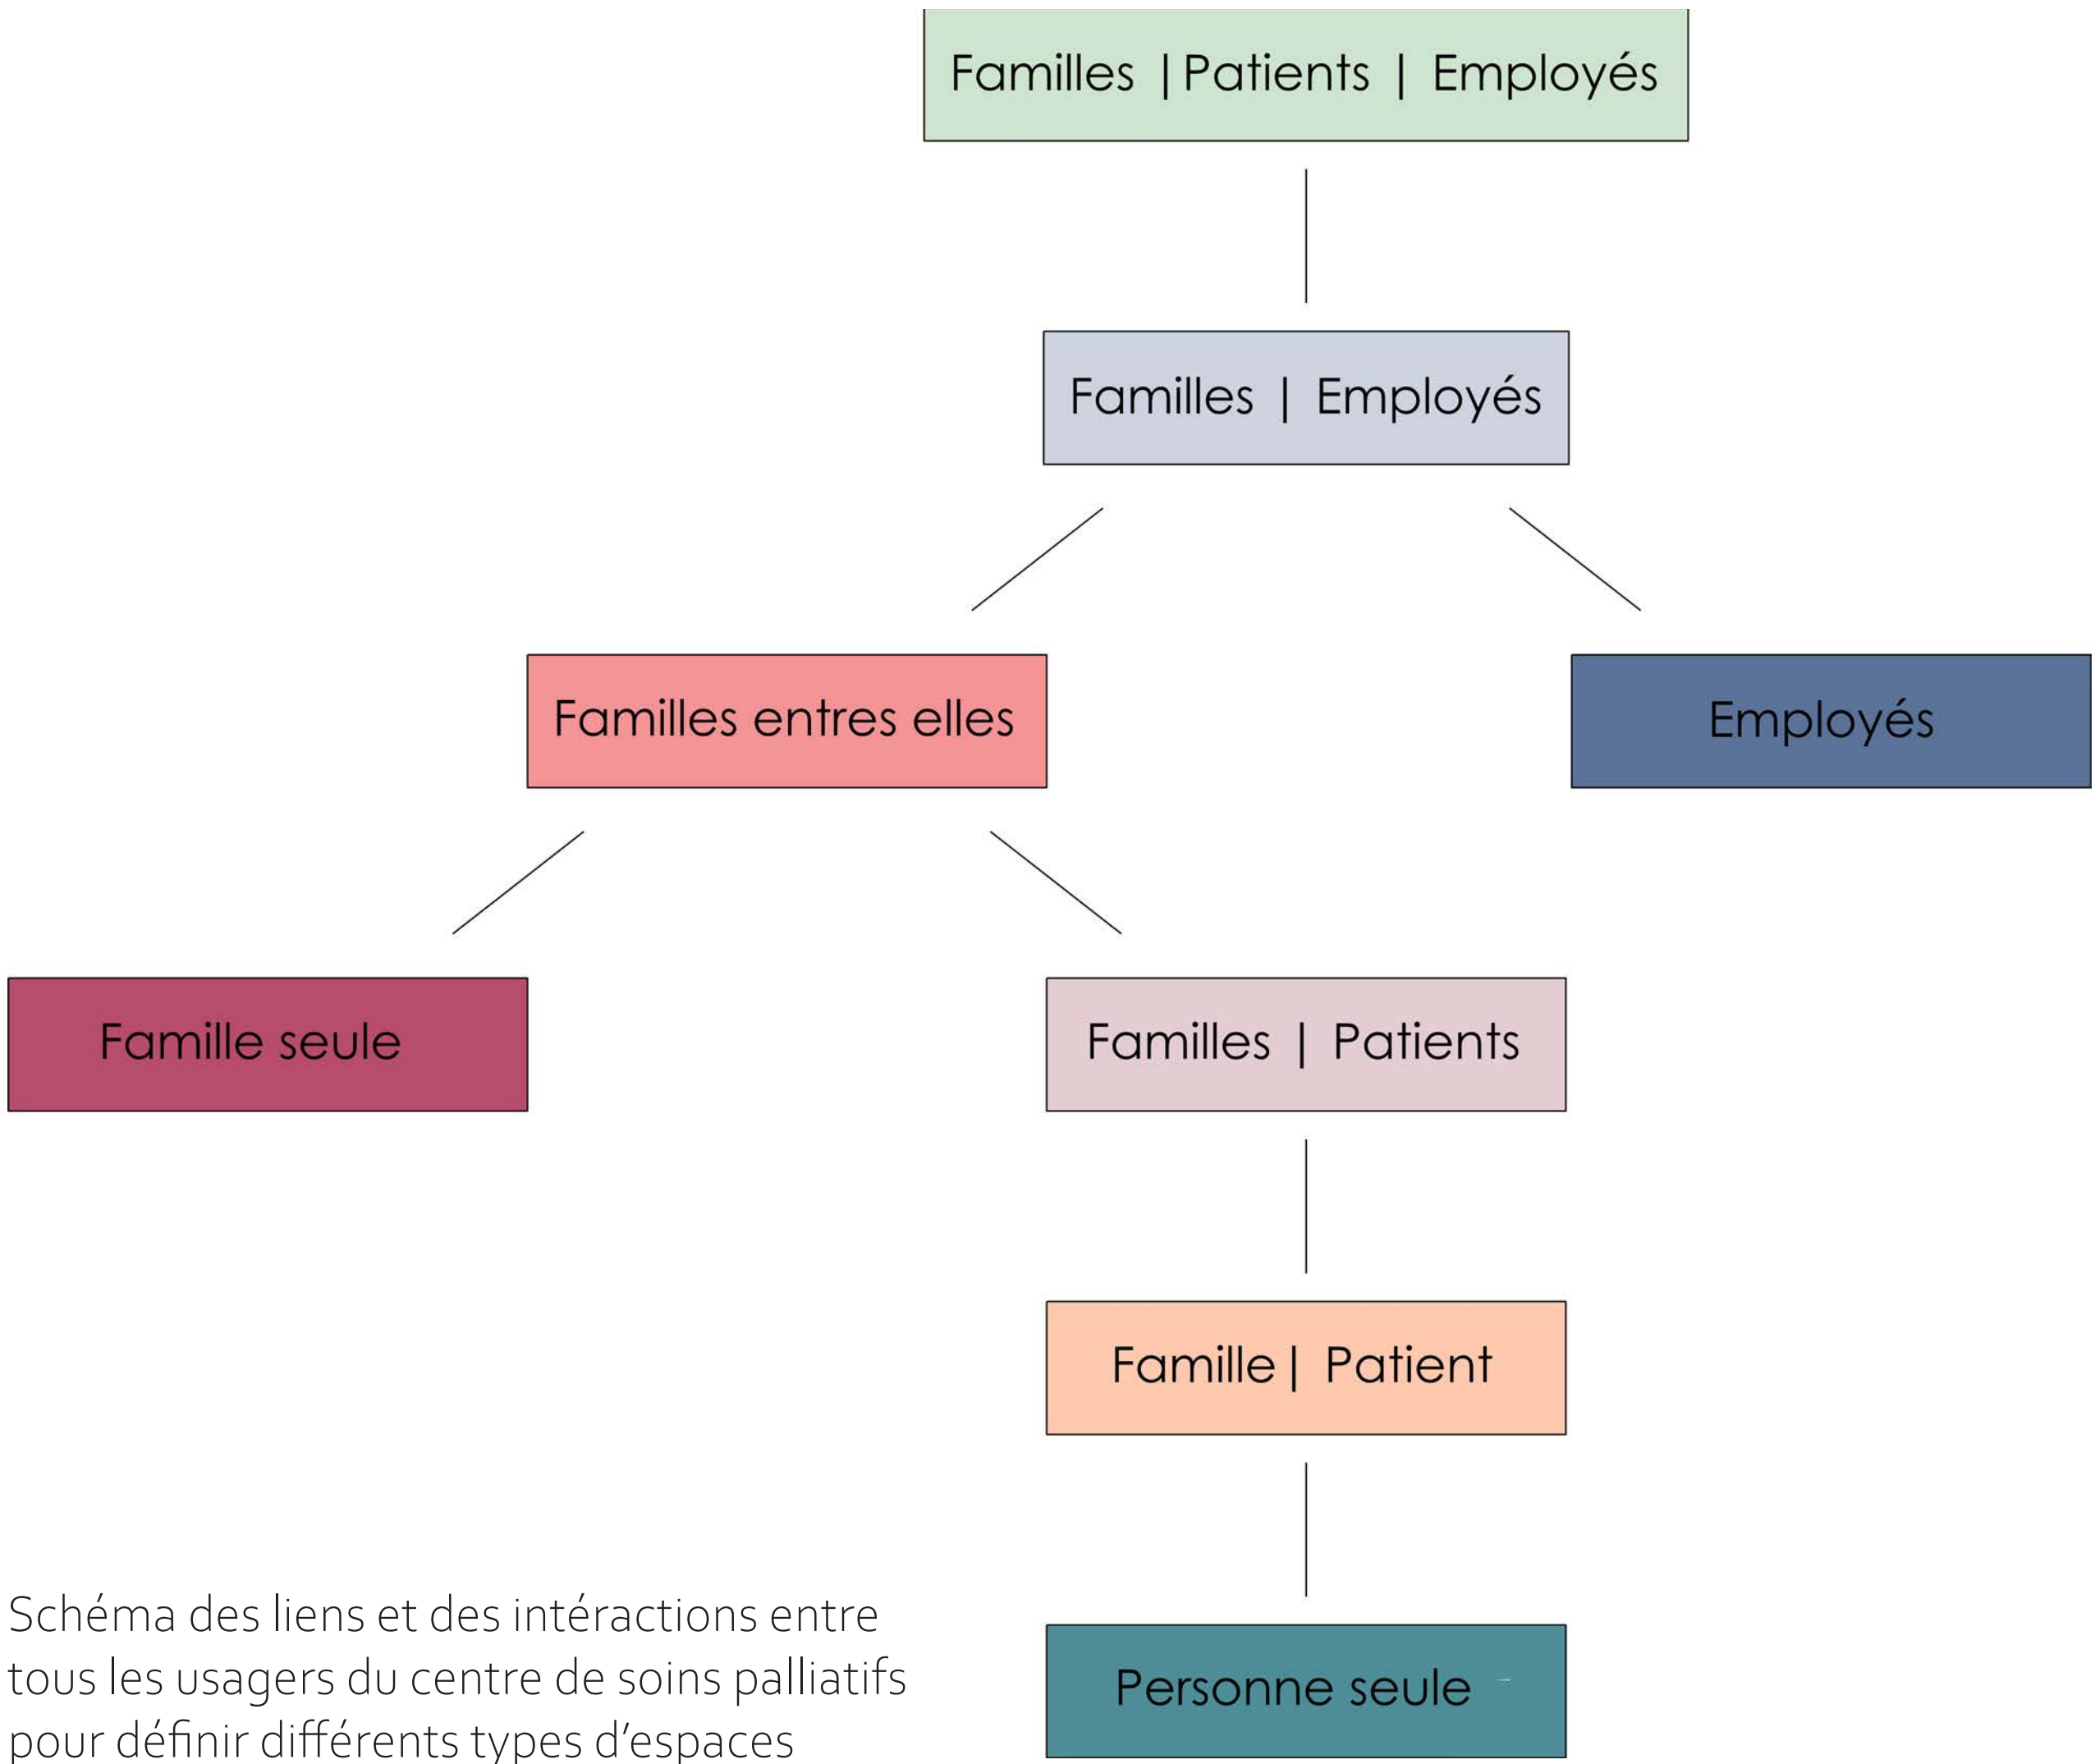 Familles | Patients | Employés
Familles | Employés
Familles entres elles
Employés
Famille seule
Familles | Patients
Famille | Patient
Personne seule
Schéma des liens et des intéractions entre
tous les usagers du centre de soins palliatifs
pour définir différents types d'espaces